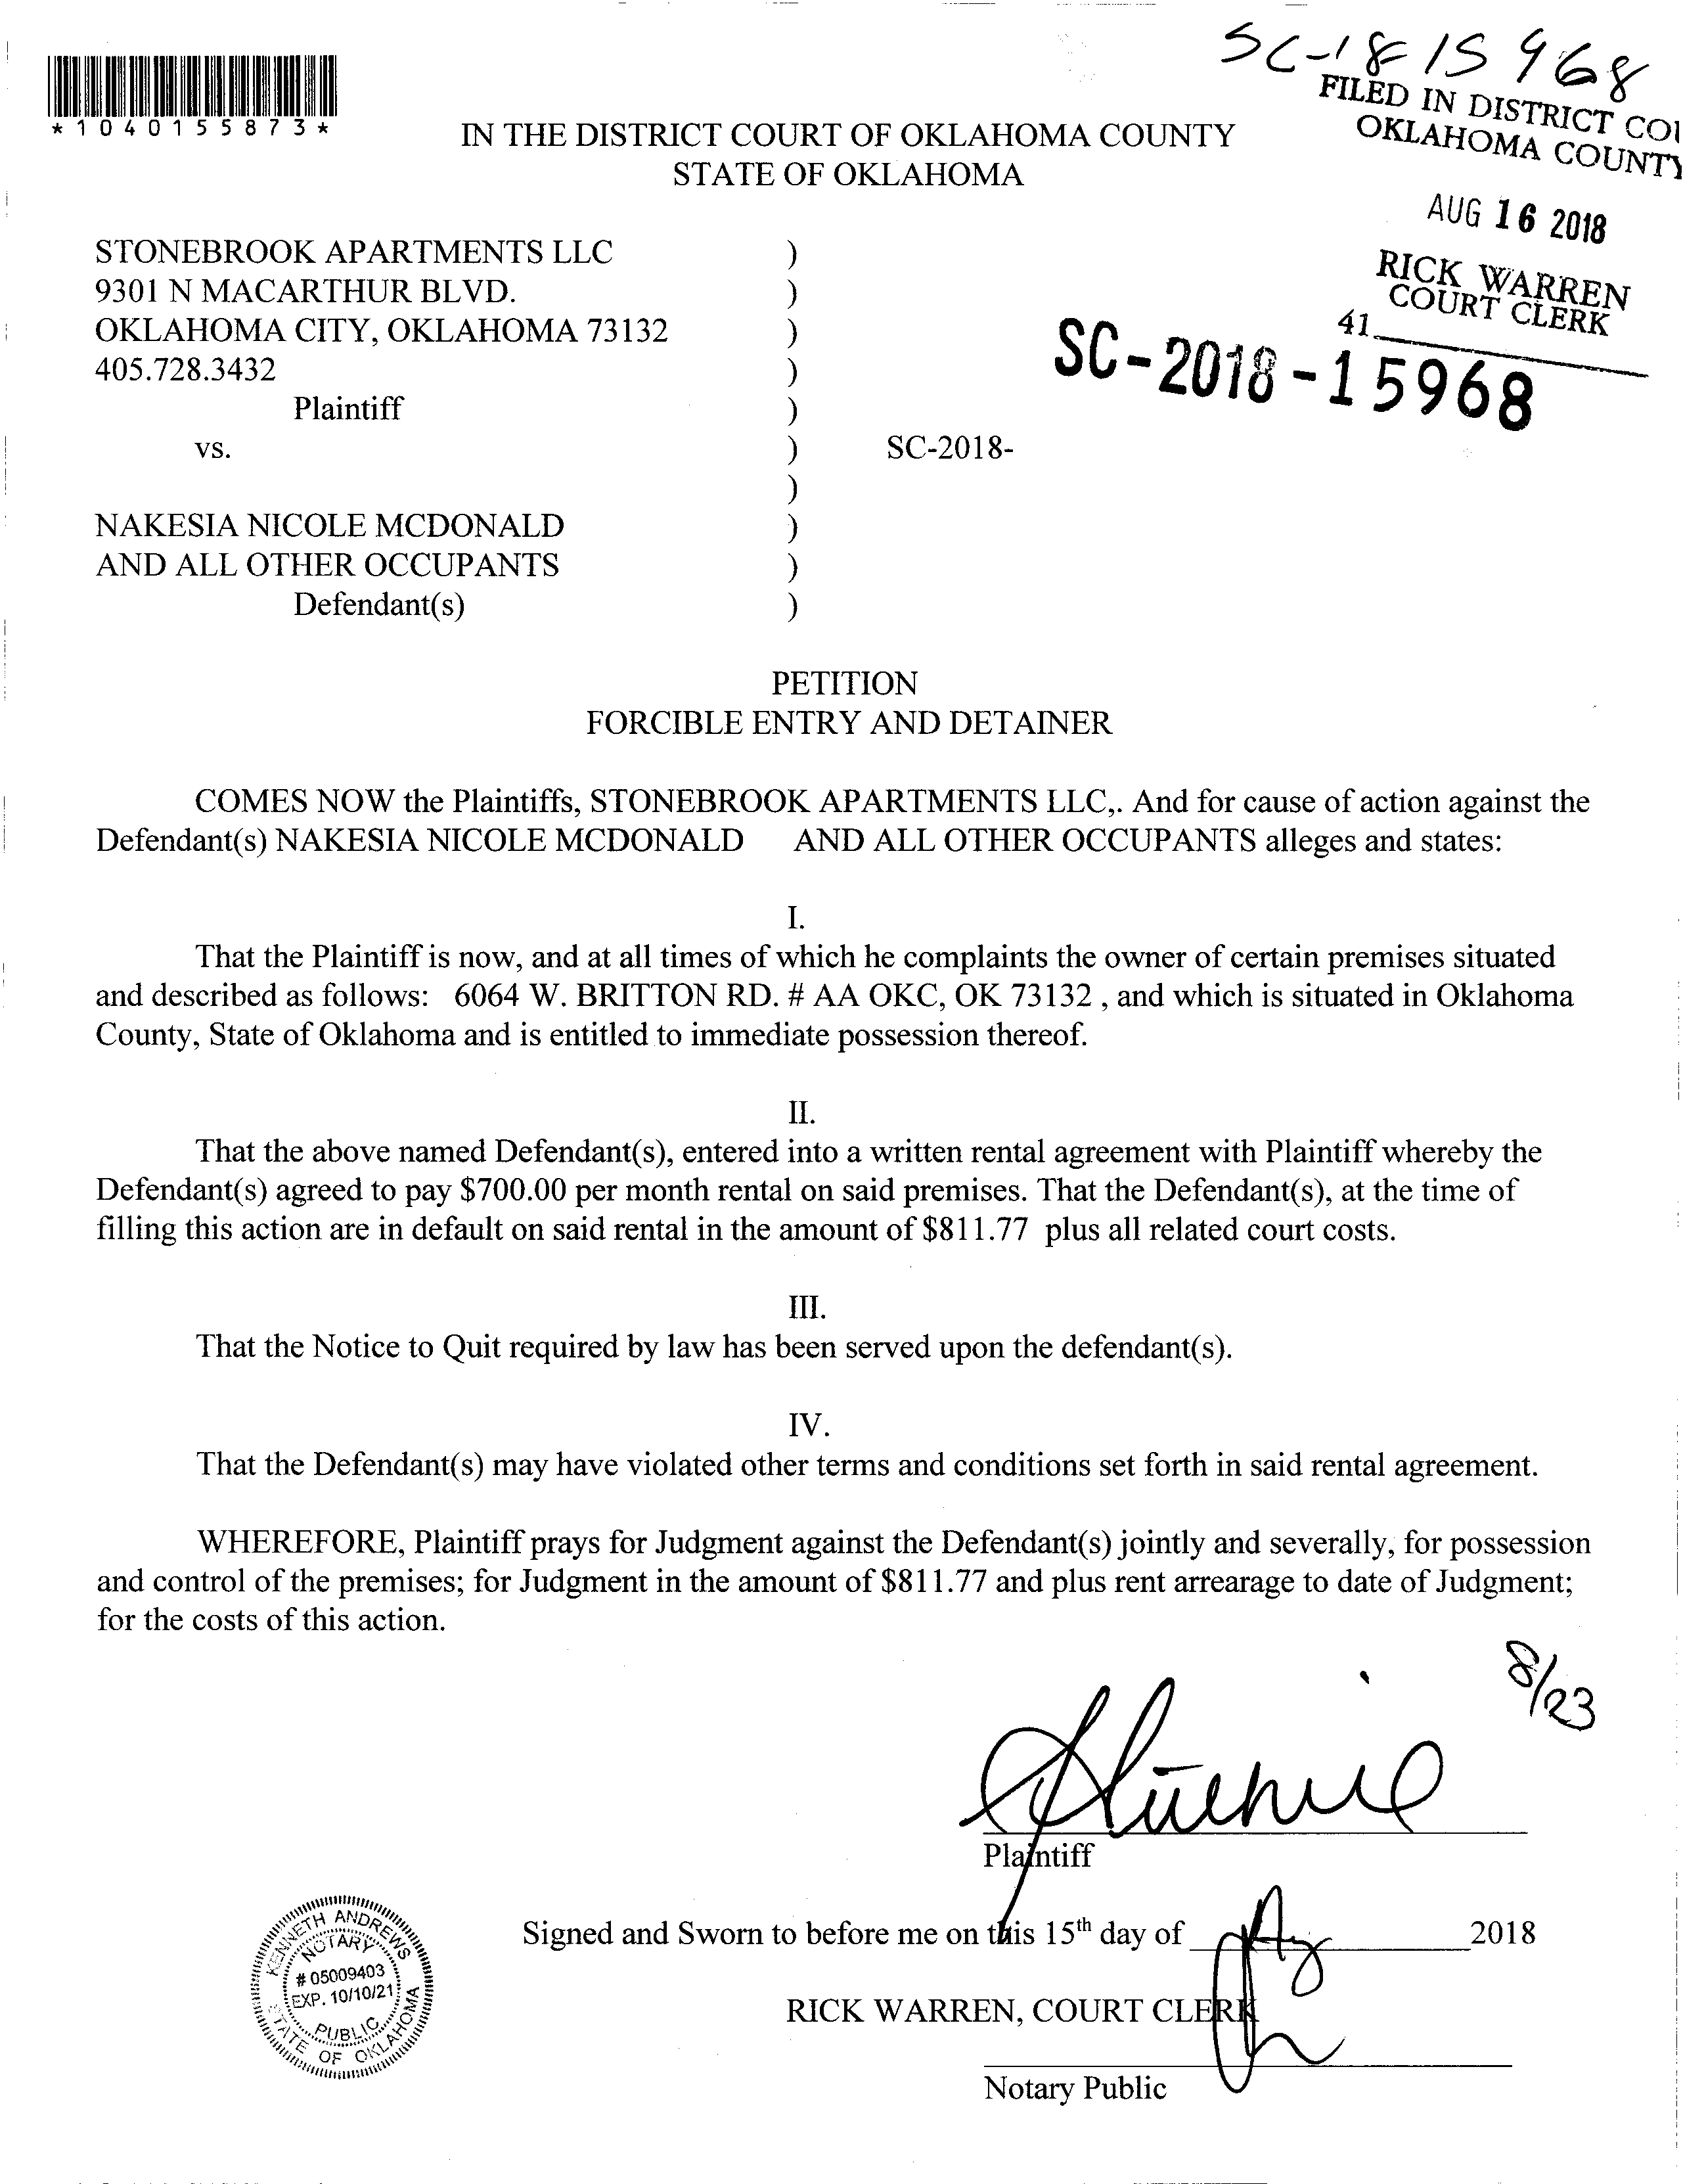 SC-18 15968
FILED IN DISTRICT COU
OKLAHOMA COUNTY
AUG 16 2018
RICK WARREN
COURT CLERK
41
SC-2018-15968
*1040155873*
IN THE DISTRICT COURT OF OKLAHOMA COUNTY
STATE OF OKLAHOMA
STONEBROOK APARTMENTS LLC )
9301 N MACARTHUR BLVD. )
OKLAHOMA CITY, OKLAHOMA 73132 )
405.728.3432 )
Plaintiff )
vs. ) SC-2018-
)
NAKESIA NICOLE MCDONALD )
AND ALL OTHER OCCUPANTS )
Defendant(s) )
PETITION
FORCIBLE ENTRY AND DETAINER
COMES NOW the Plaintiffs, STONEBROOK APARTMENTS LLC,. And for cause of action against the
Defendant(s) NAKESIA NICOLE MCDONALD AND ALL OTHER OCCUPANTS alleges and states:
I.
That the Plaintiff is now, and at all times of which he complaints the owner of certain premises situated
and described as follows: 6064 W. BRITTON RD. # AA OKC, OK 73132 , and which is situated in Oklahoma
County, State of Oklahoma and is entitled to immediate possession thereof.
II.
That the above named Defendant(s), entered into a written rental agreement with Plaintiff whereby the
Defendant(s) agreed to pay $700.00 per month rental on said premises. That the Defendant(s), at the time of
filling this action are in default on said rental in the amount of $811.77 plus all related court costs.
III.
That the Notice to Quit required by law has been served upon the defendant(s).
IV.
That the Defendant(s) may have violated other terms and conditions set forth in said rental agreement.
WHEREFORE, Plaintiff prays for Judgment against the Defendant(s) jointly and severally, for possession
and control of the premises; for Judgment in the amount of $811.77 and plus rent arrearage to date of Judgment;
for the costs of this action.
8/23
Plaintiff
Signed and Sworn to before me on this 15th day of Aug 2018
RICK WARREN, COURT CLERK
Notary Public
KENNETH ANDREWS
NOTARY
# 05009403
EXP. 10/10/21
PUBLIC
STATE OF OKLAHOMA